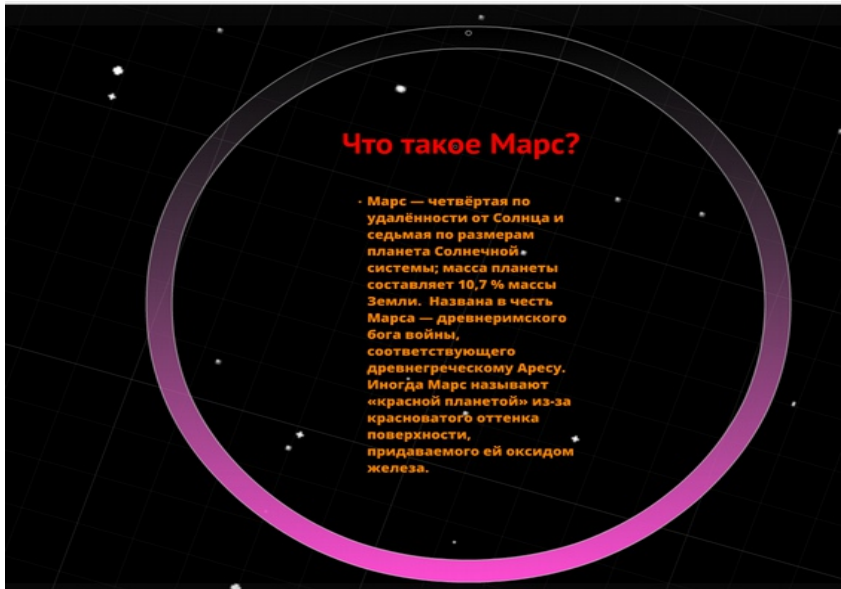 Что такое Марс?
· Марс — четвёртая по
удалённости от Солнца и
седьмая по размерам
планета Солнечной
системы; масса планеты
составляет 10,7 % массы
Земли.  Названа в честь
Марса — древнеримского
бога войны,
соответствующего
древнегреческому Аресу.
Иногда Марс называют
«красной планетой» из-за
красноватого оттенка
поверхности,
придаваемого ей оксидом
железа.